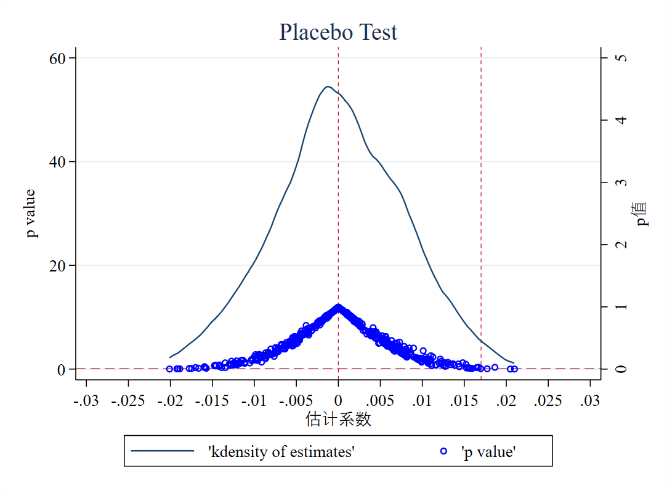 Placebo Test
p value
60
40
20
0
5
4
3
2
1
0
p值
-.03 -.025 -.02 -.015 -.01 -.005 0 .005 .01 .015 .02 .025 .03
估计系数
'kdensity of estimates' 'p value'